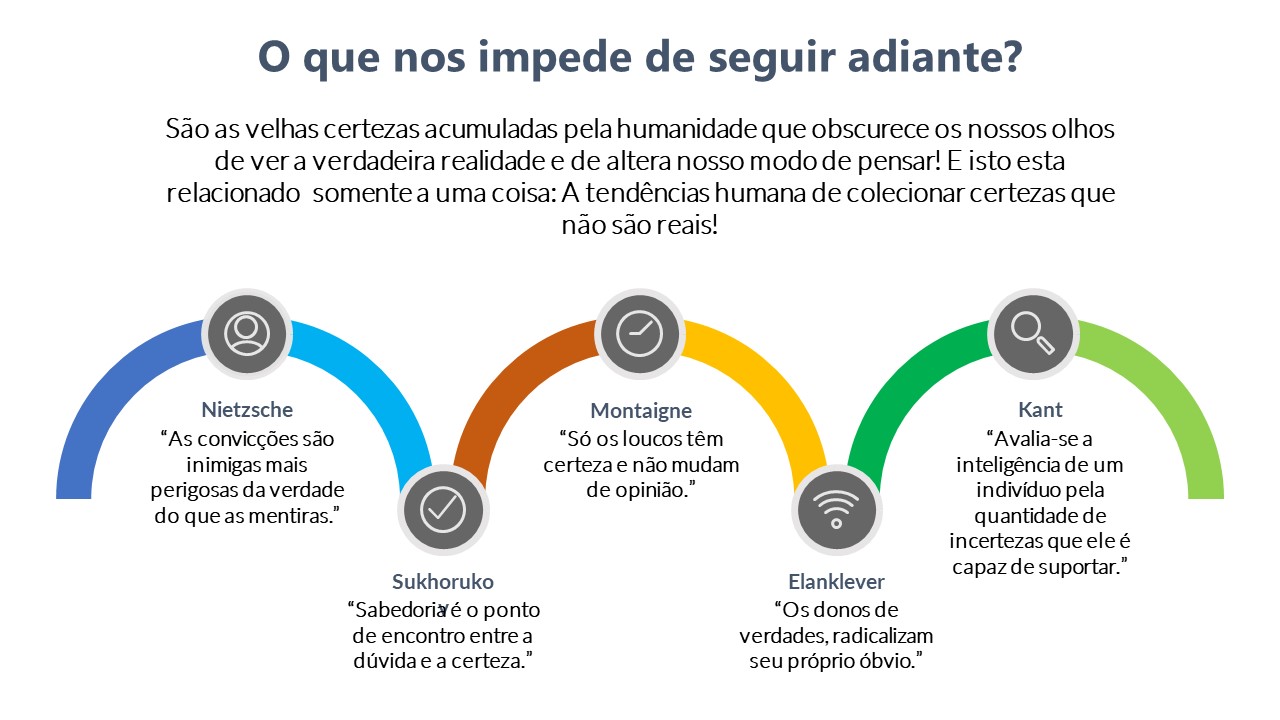 O que nos impede de seguir adiante?
São as velhas certezas acumuladas pela humanidade que obscurece os nossos olhos
de ver a verdadeira realidade e de altera nosso modo de pensar! E isto esta
relacionado  somente a uma coisa: A tendências humana de colecionar certezas que
não são reais!
Nietzsche
“As convicções são
inimigas mais
perigosas da verdade
do que as mentiras.”
Sukhoruko
v
“Sabedoria é o ponto
de encontro entre a
dúvida e a certeza.”
Montaigne
“Só os loucos têm
certeza e não mudam
de opinião.”
Elanklever
“Os donos de
verdades, radicalizam
seu próprio óbvio.”
Kant
“Avalia-se a
inteligência de um
indivíduo pela
quantidade de
incertezas que ele é
capaz de suportar.”